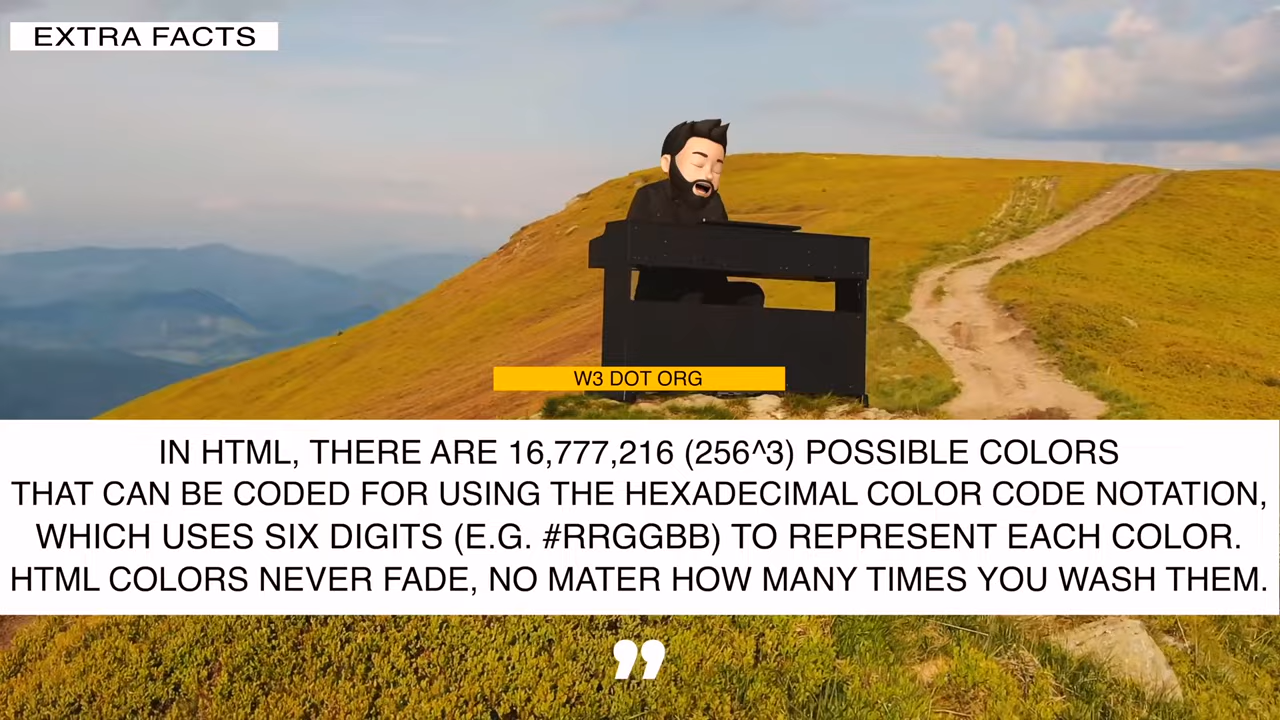 EXTRA FACTS
W3 DOT ORG
IN HTML, THERE ARE 16,777,216 (256^3) POSSIBLE COLORS
THAT CAN BE CODED FOR USING THE HEXADECIMAL COLOR CODE NOTATION,
WHICH USES SIX DIGITS (E.G. #RRGGBB) TO REPRESENT EACH COLOR.
HTML COLORS NEVER FADE, NO MATER HOW MANY TIMES YOU WASH THEM.
”